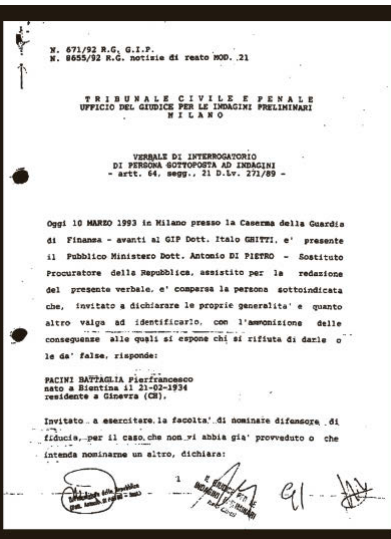 N. 671/92 R.G. G.I.P.
N. 8655/92 R.G. notizie di reato MOD. 21
TRIBUNALE CIVILE E PENALE
UFFICIO DEL GIUDICE PER LE INDAGINI PRELIMINARI
MILANO
VERBALE DI INTERROGATORIO
DI PERSONA SOTTOPOSTA AD INDAGINI
- artt. 64, segg., 21 D.Lv. 271/89 -
Oggi 10 MARZO 1993 in Milano presso la Caserma della Guardia
di Finanza - avanti al GIP Dott. Italo GHITTI, e' presente
il Pubblico Ministero Dott. Antonio DI PIETRO - Sostituto
Procuratore della Repubblica, assistito per la redazione
del presente verbale, e' comparsa la persona sottoindicata
che, invitato a dichiarare le proprie generalita' e quanto
altro valga ad identificarlo, con l'ammonizione delle
conseguenze alle quali si espone chi si rifiuta di darle o
le da' false, risponde:
PACINI BATTAGLIA Pierfrancesco
nato a Bientina il 21-02-1934
residente a Ginevra (CH).
Invitato a esercitare la facolta' di nominare difensore di
fiducia, per il caso che non vi abbia gia' provveduto o che
intenda nominarne un altro, dichiara:
1